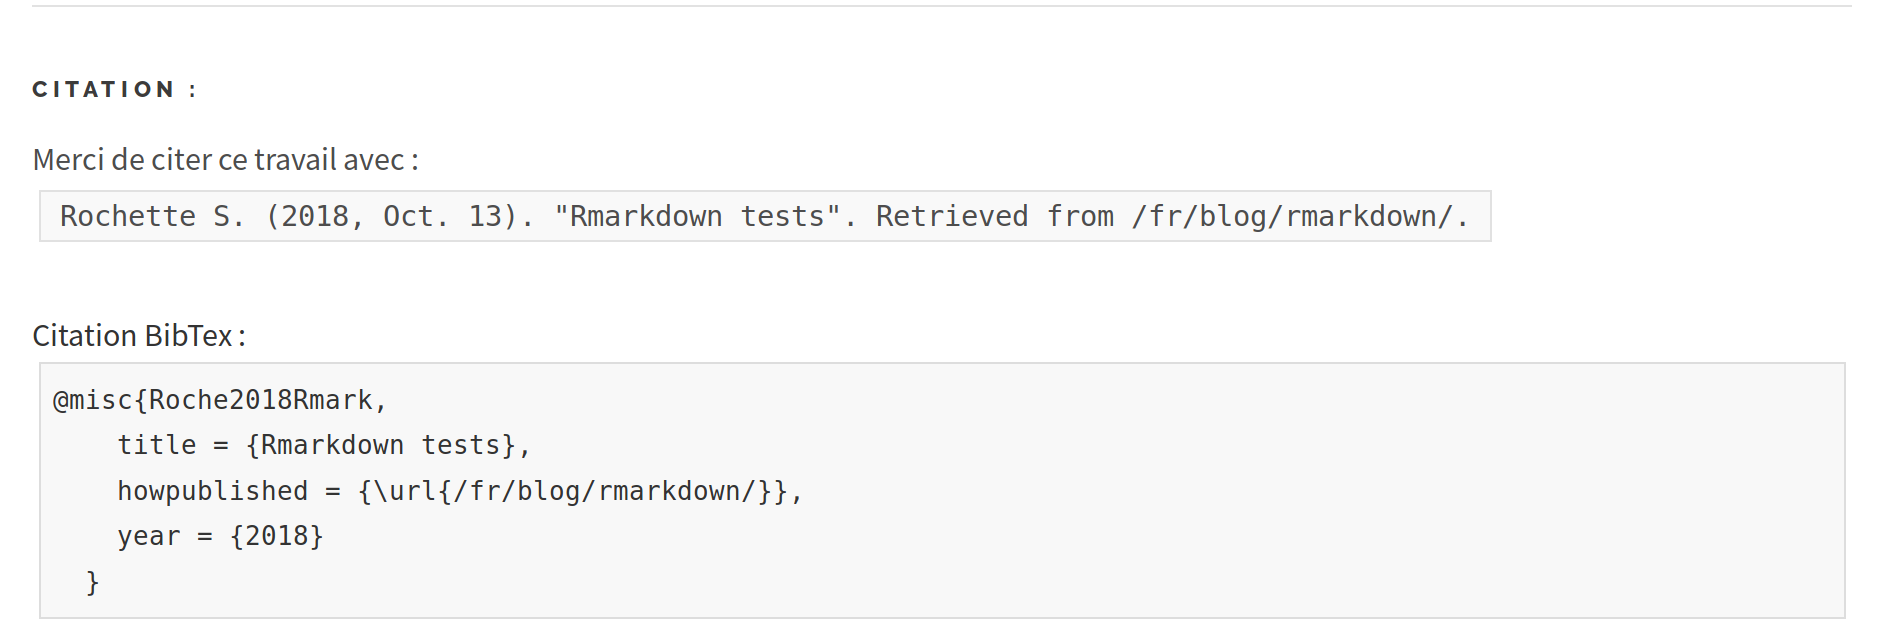 CITATION :
Merci de citer ce travail avec :
Rochette S. (2018, Oct. 13). "Rmarkdown tests". Retrieved from /fr/blog/rmarkdown/.
Citation BibTex :
@misc{Roche2018Rmark,
    title = {Rmarkdown tests},
    howpublished = {\url{/fr/blog/rmarkdown/}},
    year = {2018}
  }